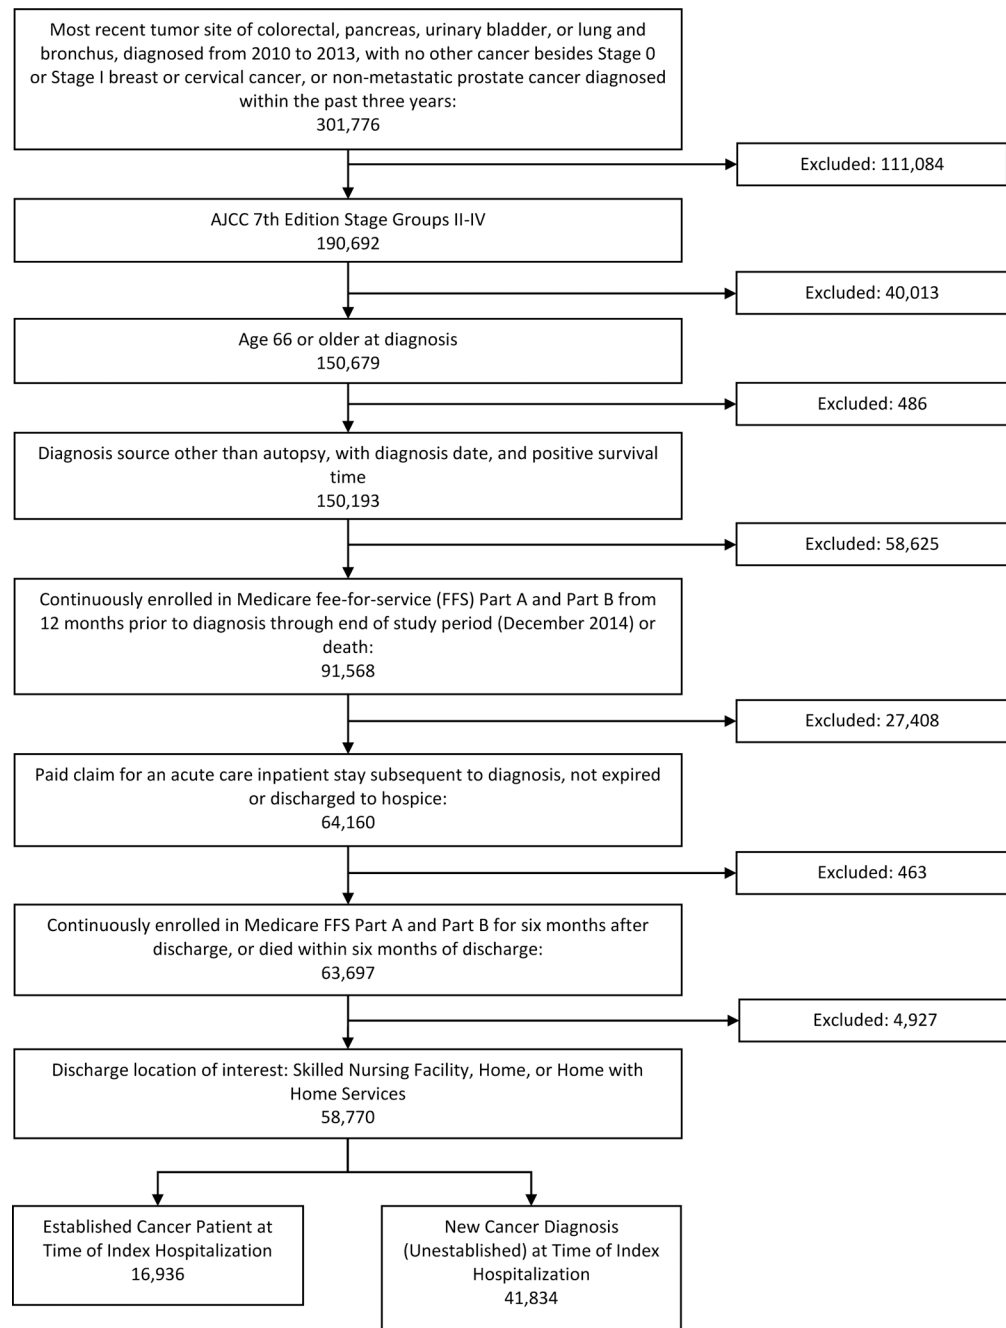 Most recent tumor site of colorectal, pancreas, urinary bladder, or lung and
bronchus, diagnosed from 2010 to 2013, with no other cancer besides Stage 0
or Stage I breast or cervical cancer, or non-metastatic prostate cancer diagnosed
within the past three years:
301,776
Excluded: 111,084
AJCC 7th Edition Stage Groups II-IV
190,692
Excluded: 40,013
Age 66 or older at diagnosis
150,679
Excluded: 486
Diagnosis source other than autopsy, with diagnosis date, and positive survival
time
150,193
Excluded: 58,625
Continuously enrolled in Medicare fee-for-service (FFS) Part A and Part B from
12 months prior to diagnosis through end of study period (December 2014) or
death:
91,568
Excluded: 27,408
Paid claim for an acute care inpatient stay subsequent to diagnosis, not expired
or discharged to hospice:
64,160
Excluded: 463
Continuously enrolled in Medicare FFS Part A and Part B for six months after
discharge, or died within six months of discharge:
63,697
Excluded: 4,927
Discharge location of interest: Skilled Nursing Facility, Home, or Home with
Home Services
58,770
Established Cancer Patient at
Time of Index Hospitalization
16,936
New Cancer Diagnosis
(Unestablished) at Time of Index
Hospitalization
41,834